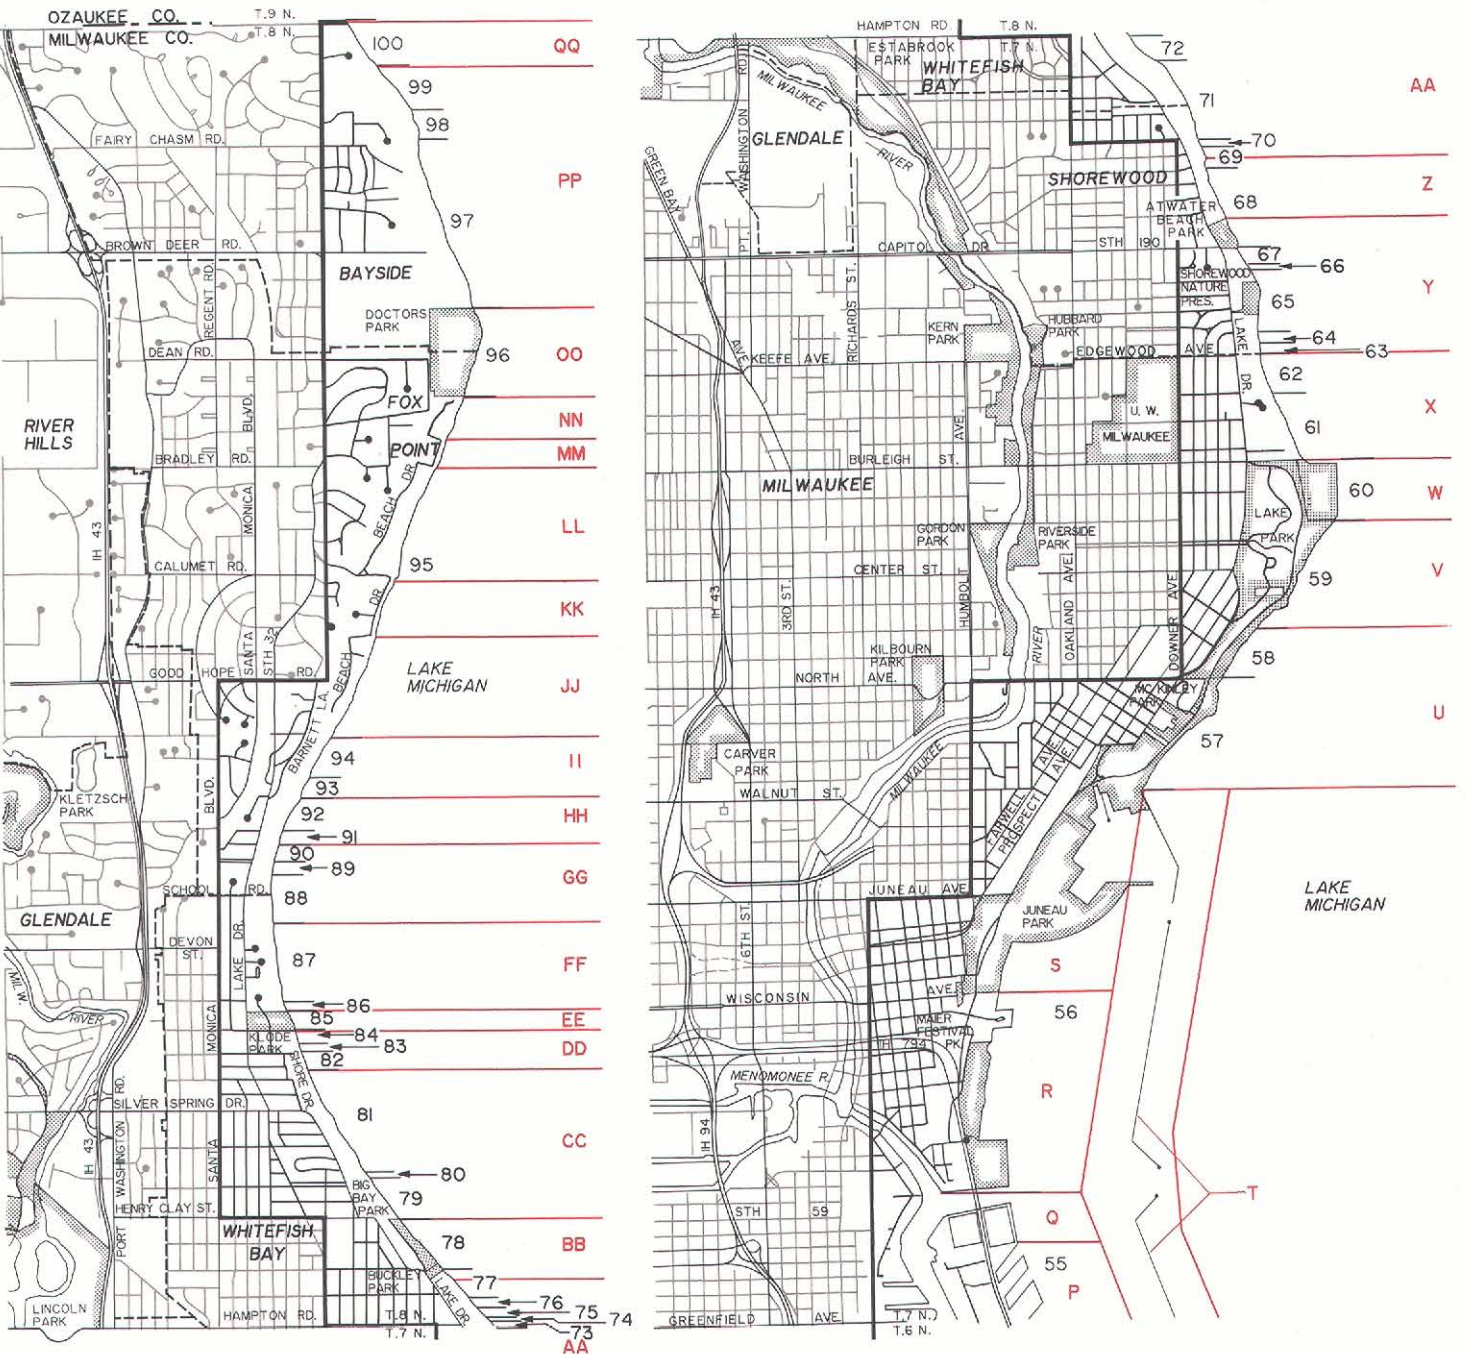 OZAUKEE CO.
MILWAUKEE CO.
T.9 N.
T.8 N.
100
QQ
99
98
FAIRY CHASM RD.
PP
97
BROWN DEER RD.
BAYSIDE
REGENT RD.
DOCTORS
PARK
DEAN RD.
96
OO
FOX
POINT
NN
RIVER
HILLS
BLVD.
BRADLEY RD.
MM
MONICA
BEACH DR.
LL
IH 43
CALUMET RD.
95
DR.
KK
SANTA
STH 32
GOOD HOPE RD.
BEACH
LAKE
MICHIGAN
JJ
BARNETT LA.
94
II
BLVD.
93
KLETZSCH
PARK
92
HH
91
90
89
GG
SCHOOL RD.
88
GLENDALE
DEVON
ST.
LAKE DR.
87
FF
MILW.
RIVER
86
85
EE
MONICA
KLODE
PARK
84
83
82
DD
SHORE DR.
SILVER SPRING DR.
81
CC
IH 43
PORT WASHINGTON RD.
SANTA
80
BIG
BAY
PARK
79
HENRY CLAY ST.
WHITEFISH
BAY
78
BB
BUCKLEY
PARK
77
LAKE DR.
76
75
74
73
LINCOLN
PARK
HAMPTON RD.
T.8 N.
T.7 N.
AA
HAMPTON RD.
T.8 N.
T.7 N.
ESTABROOK
PARK
WHITEFISH
BAY
72
AA
MILWAUKEE
RIVER
71
GLENDALE
PT. WASHINGTON RD.
70
69
GREEN BAY
AVE.
SHOREWOOD
Z
ATWATER
BEACH
PARK
68
CAPITOL DR.
STH 190
67
66
SHOREWOOD
NATURE
PRES.
65
Y
RICHARDS ST.
KERN
PARK
HUBBARD
PARK
LAKE DR.
64
63
KEEFE AVE.
EDGEWOOD AVE.
62
X
U. W.
MILWAUKEE
61
BURLEIGH ST.
MILWAUKEE
60
W
LAKE
PARK
GORDON
PARK
RIVERSIDE
PARK
CENTER ST.
V
59
IH 43
3RD ST.
HUMBOLT
AVE.
RIVER
OAKLAND AVE.
DOWNER AVE.
KILBOURN
PARK
58
NORTH AVE.
MC KINLEY
PARK
U
57
CARVER
PARK
MILWAUKEE
AVE.
AVE.
WALNUT ST.
FARWELL
PROSPECT
JUNEAU AVE.
LAKE
MICHIGAN
JUNEAU
PARK
6TH ST.
S
WISCONSIN AVE.
56
MAIER
FESTIVAL
PK.
IH 794
MENOMONEE R.
R
IH 94
T
STH 59
Q
55
P
GREENFIELD AVE.
T.7 N.
T.6 N.